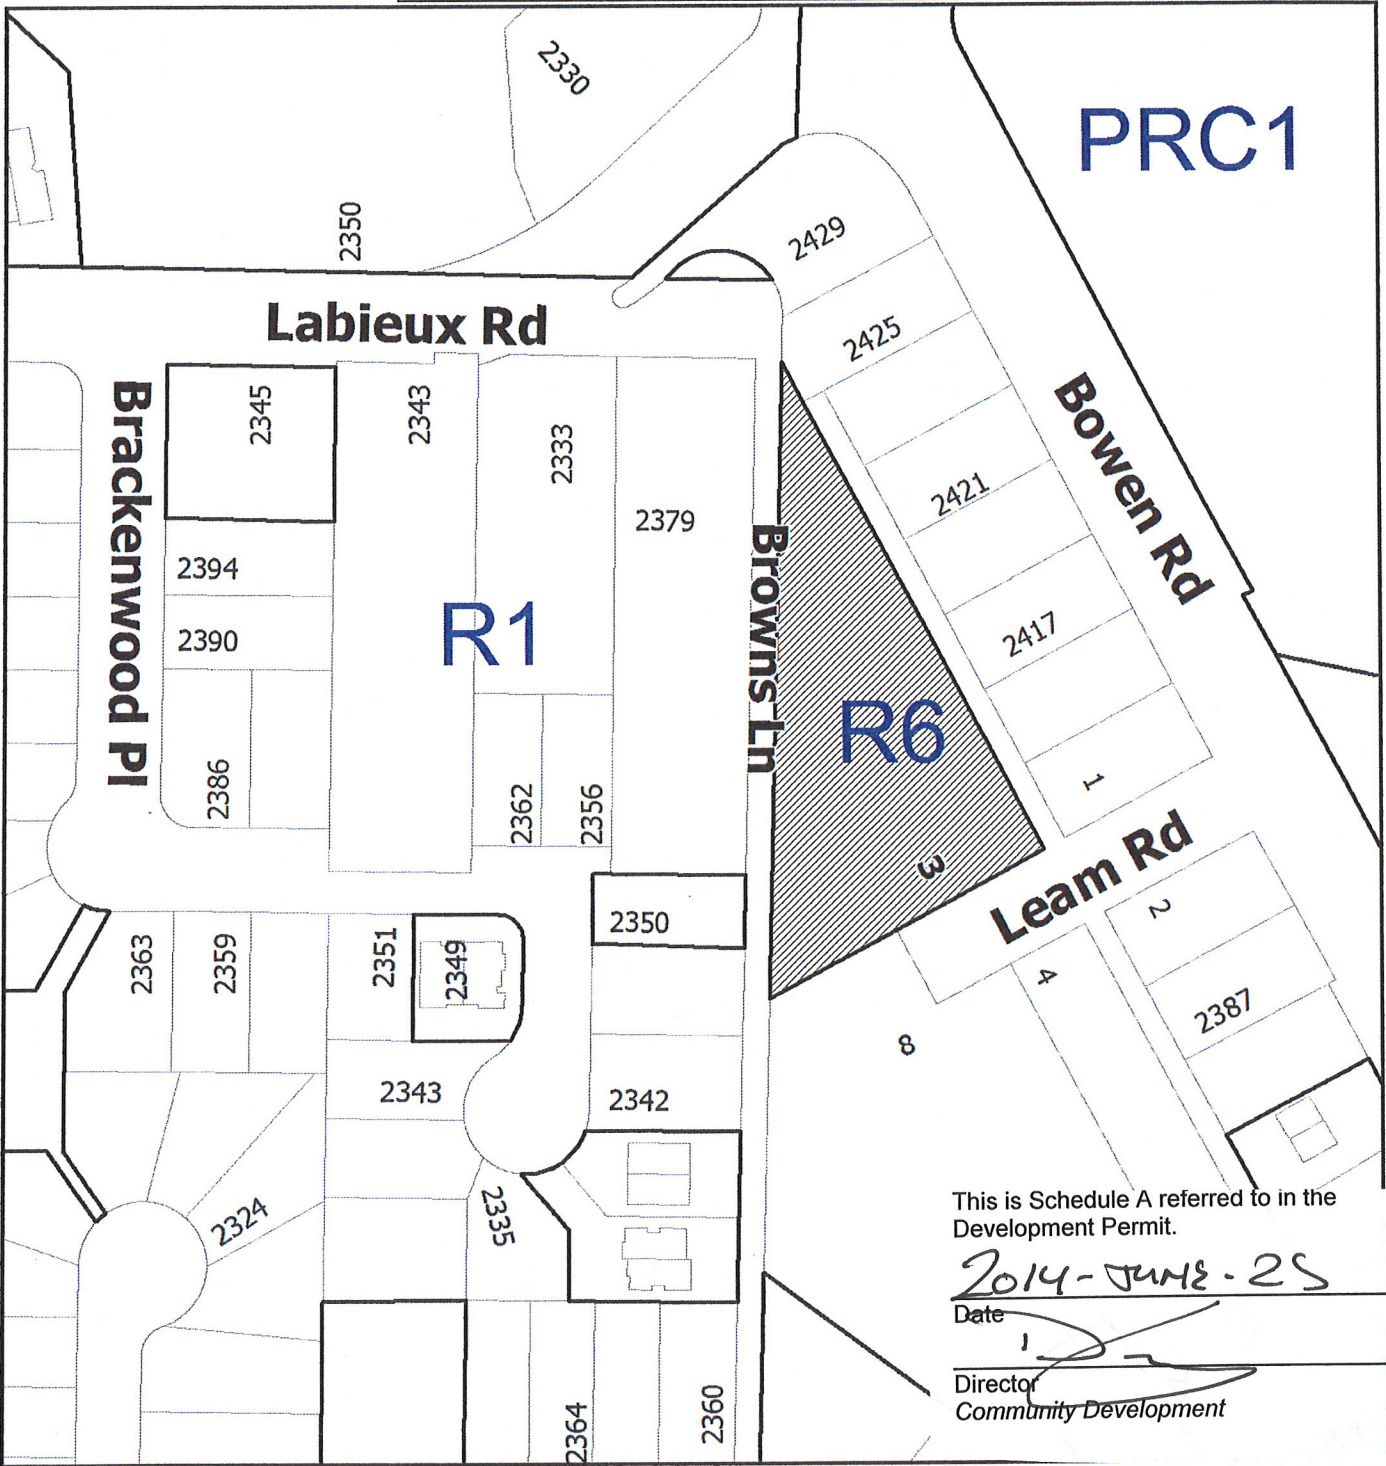 2330
PRC1
2350
2429
Labieux Rd
2425
Brackenwood Pl
2345
2343
2333
2379
Bowen Rd
2421
Browns Ln
2394
R1
2390
2417
R6
2386
2362
2356
1
3
Leam Rd
2350
2
2363
2359
2351
2349
4
2387
8
2343
2342
2324
2335
This is Schedule A referred to in the
Development Permit.
2014-JUNE-25
Date
Director
Community Development
2364
2360